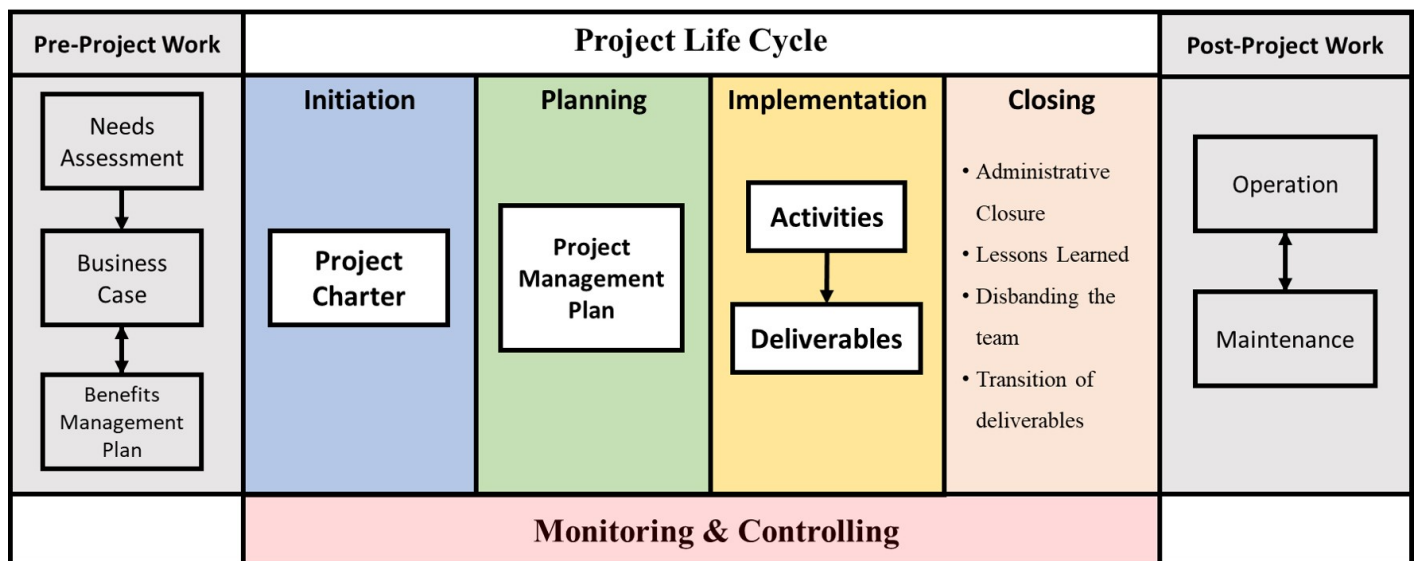 Pre-Project Work
Project Life Cycle
Post-Project Work
Needs
Assessment
Business
Case
Benefits
Management
Plan
Initiation
Project
Charter
Planning
Project
Management
Plan
Implementation
Activities
Deliverables
Closing
• Administrative
Closure
• Lessons Learned
• Disbanding the
team
• Transition of
deliverables
Operation
Maintenance
Monitoring & Controlling